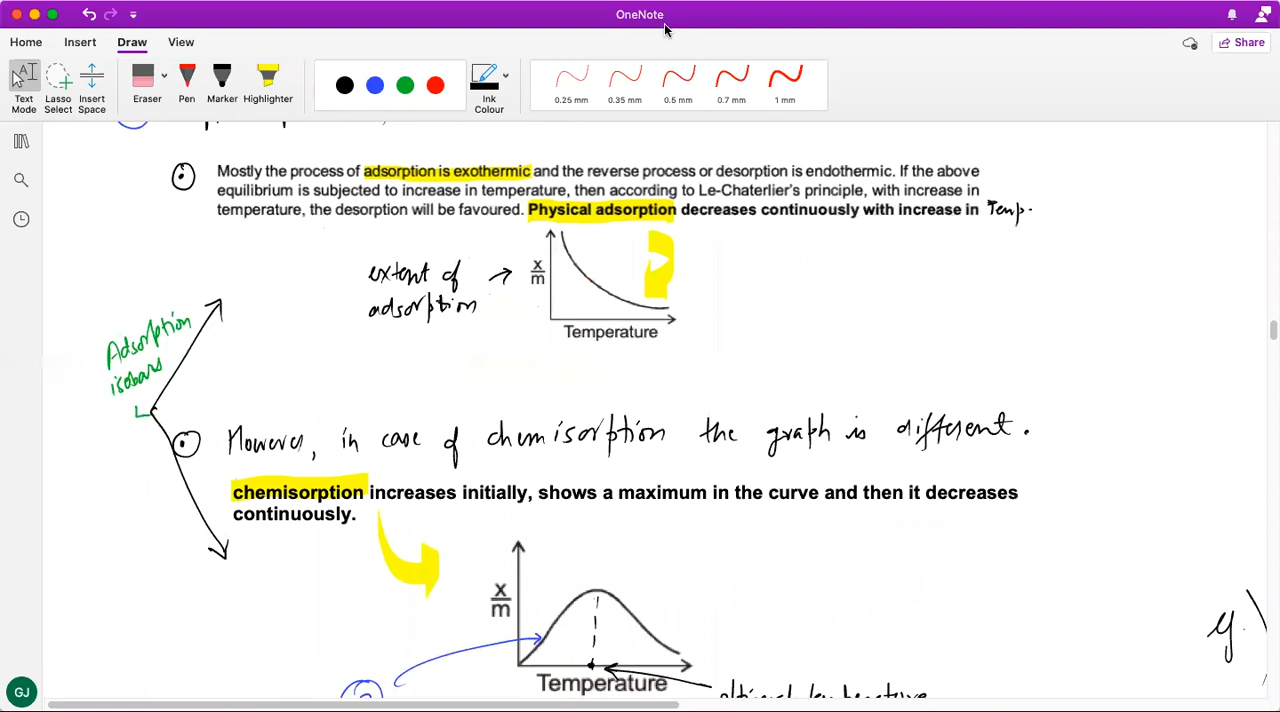 OneNote
Home Insert Draw View
Share
Text Mode
Lasso Select
Insert Space
Eraser
Pen
Marker
Highlighter
Ink Colour
0.25 mm
0.35 mm
0.5 mm
0.7 mm
1 mm
Mostly the process of adsorption is exothermic and the reverse process or desorption is endothermic. If the above
equilibrium is subjected to increase in temperature, then according to Le-Chaterlier's principle, with increase in
temperature, the desorption will be favoured. Physical adsorption decreases continuously with increase in Temp.
extent of
adsorption
x
m
Temperature
Adsorption
isobars
However, in case of chemisorption the graph is different.
chemisorption increases initially, shows a maximum in the curve and then it decreases
continuously.
x
m
Temperature
GJ